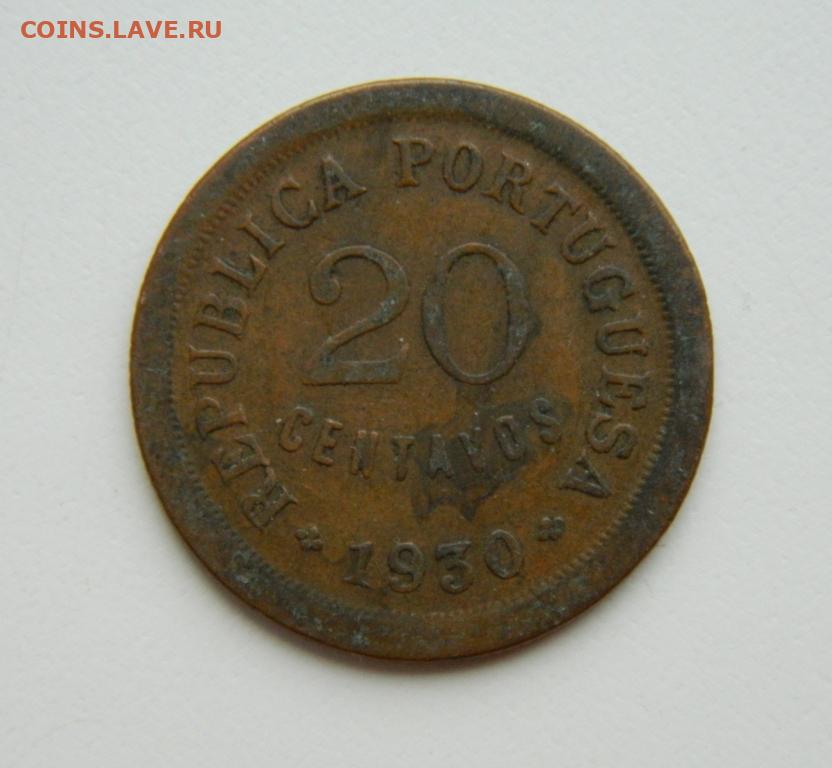 COINS.LAVE.RU
REPUBLICA PORTUGUESA
20
CENTAVOS
* 1930 *